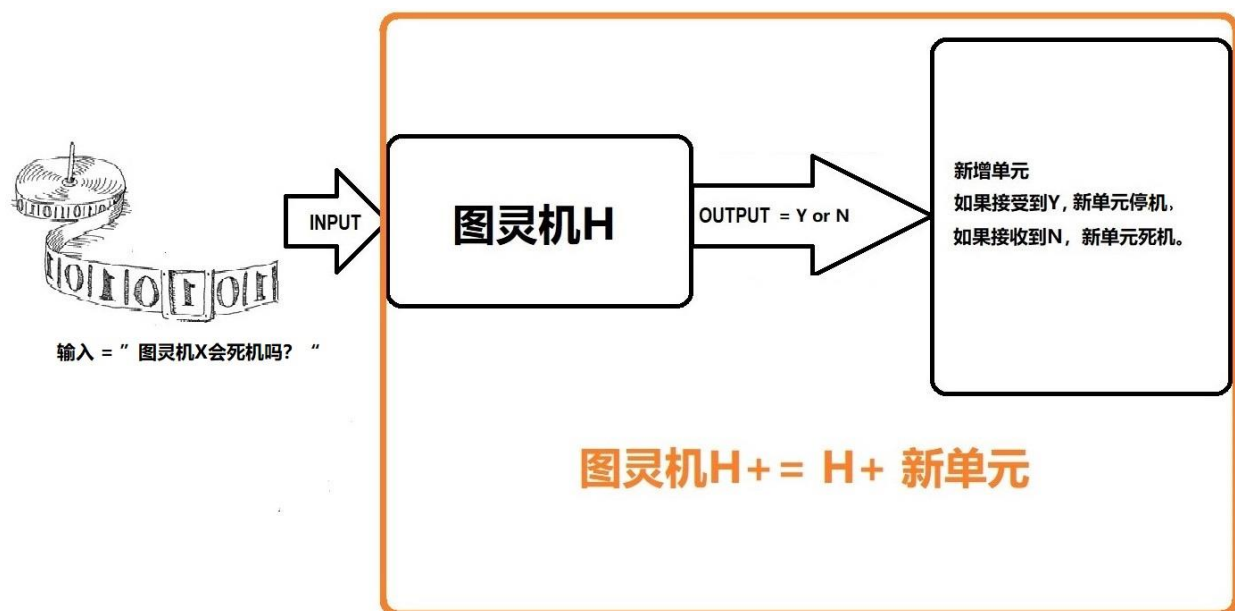 INPUT
图灵机H
OUTPUT = Y or N
新增单元
如果接受到Y，新单元停机，
如果接收到N，新单元死机。
输入 = ” 图灵机X会死机吗？ “
图灵机H+= H+ 新单元